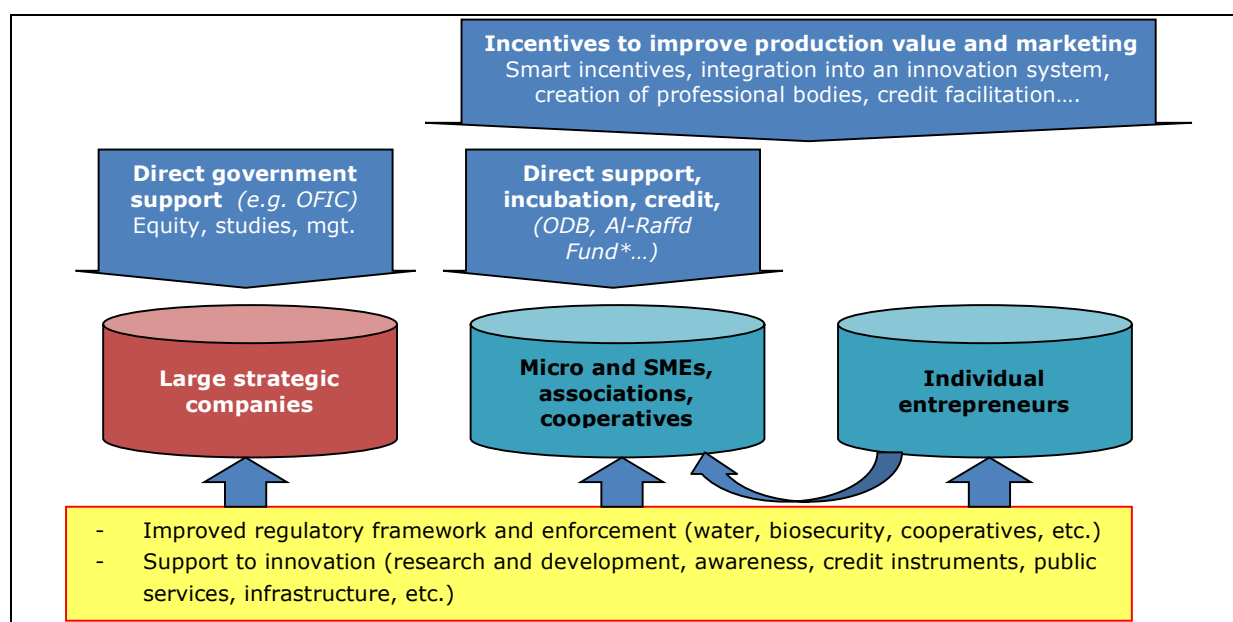 Incentives to improve production value and marketing
Smart incentives, integration into an innovation system,
creation of professional bodies, credit facilitation….
Direct government
support (e.g. OFIC)
Equity, studies, mgt.
Direct support,
incubation, credit,
(ODB, Al-Raffd
Fund*…)
Large strategic
companies
Micro and SMEs,
associations,
cooperatives
Individual
entrepreneurs
- Improved regulatory framework and enforcement (water, biosecurity, cooperatives, etc.)
- Support to innovation (research and development, awareness, credit instruments, public
services, infrastructure, etc.)